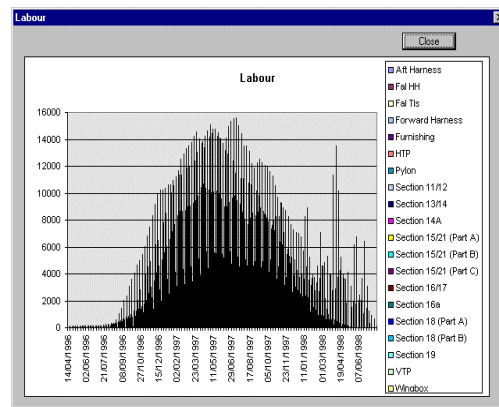 Labour
Close
Labour
16000
14000
12000
10000
8000
6000
4000
2000
0
14/04/1996
02/06/1996
21/07/1996
08/09/1996
27/10/1996
15/12/1996
02/02/1997
23/03/1997
11/05/1997
29/06/1997
17/08/1997
05/10/1997
23/11/1997
11/01/1998
01/03/1998
19/04/1998
07/06/1998
Aft Harness
Fal HH
Fal Tls
Forward Harness
Furnishing
HTP
Pylon
Section 11/12
Section 13/14
Section 14A
Section 15/21 (Part A)
Section 15/21 (Part B)
Section 15/21 (Part C)
Section 16/17
Section 16a
Section 18 (Part A)
Section 18 (Part B)
Section 19
VTP
Wingbox